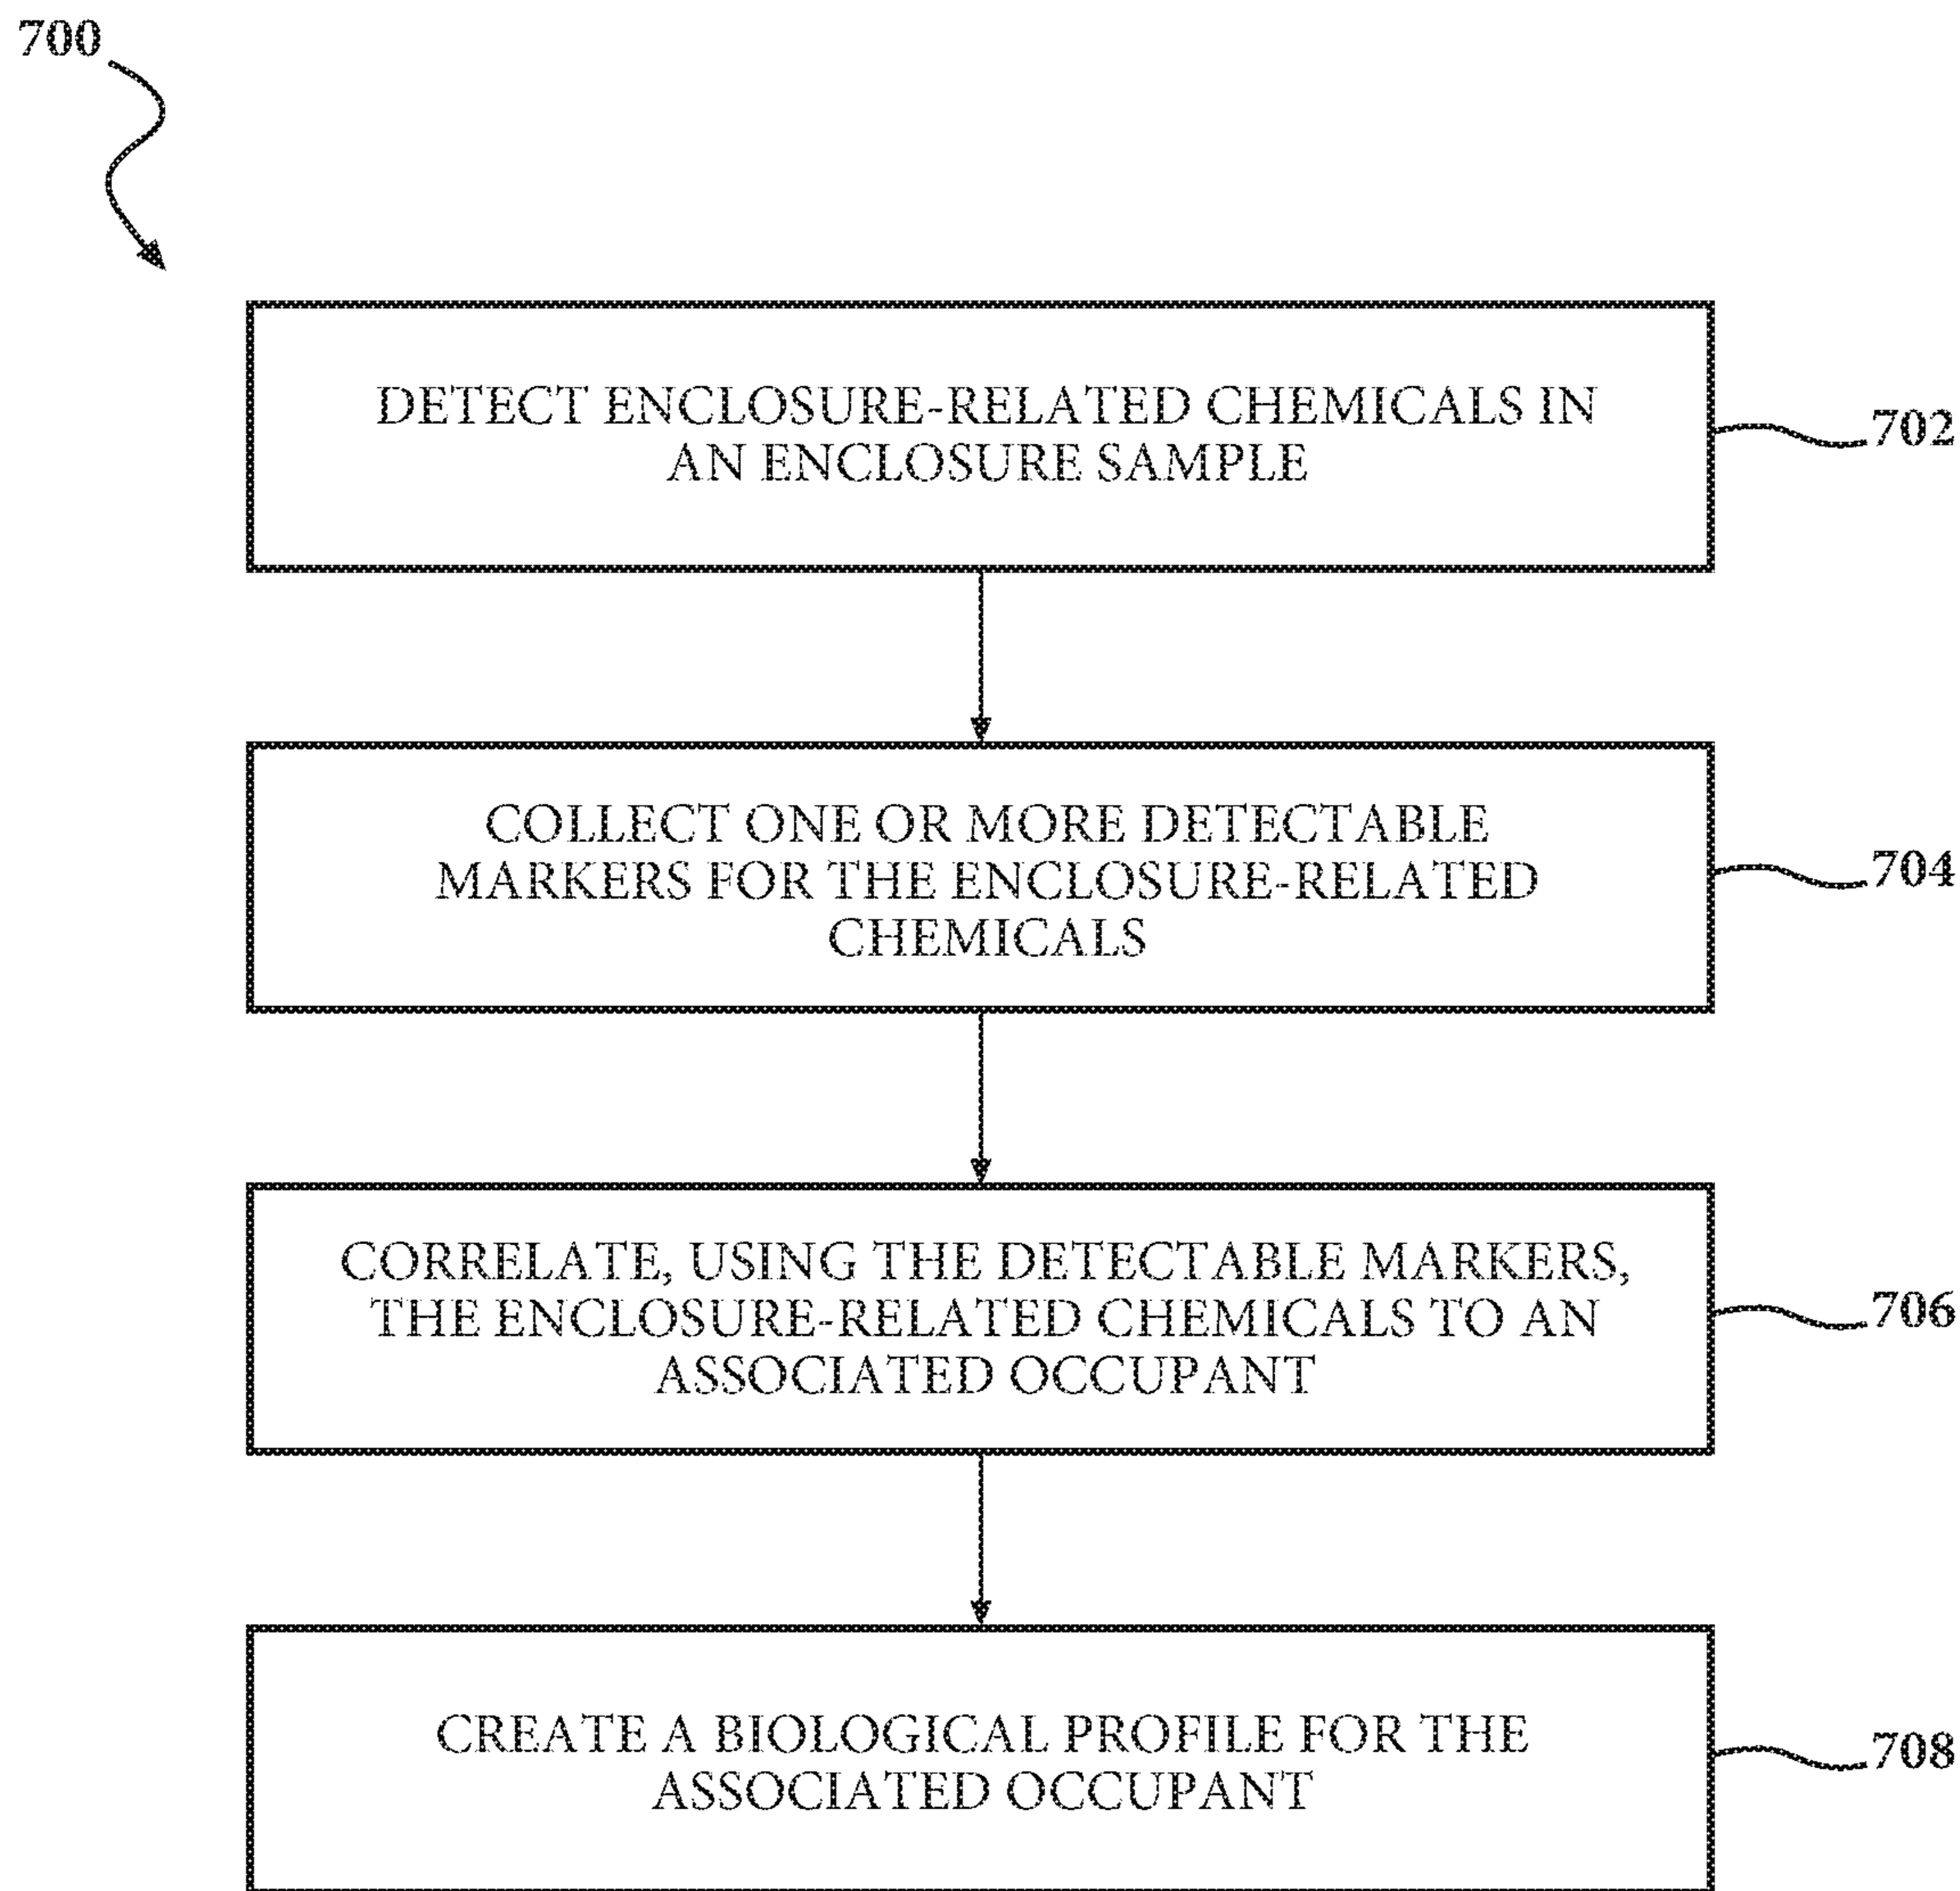 700
DETECT ENCLOSURE-RELATED CHEMICALS IN
AN ENCLOSURE SAMPLE
702
COLLECT ONE OR MORE DETECTABLE
MARKERS FOR THE ENCLOSURE-RELATED
CHEMICALS
704
CORRELATE, USING THE DETECTABLE MARKERS,
THE ENCLOSURE-RELATED CHEMICALS TO AN
ASSOCIATED OCCUPANT
706
CREATE A BIOLOGICAL PROFILE FOR THE
ASSOCIATED OCCUPANT
708